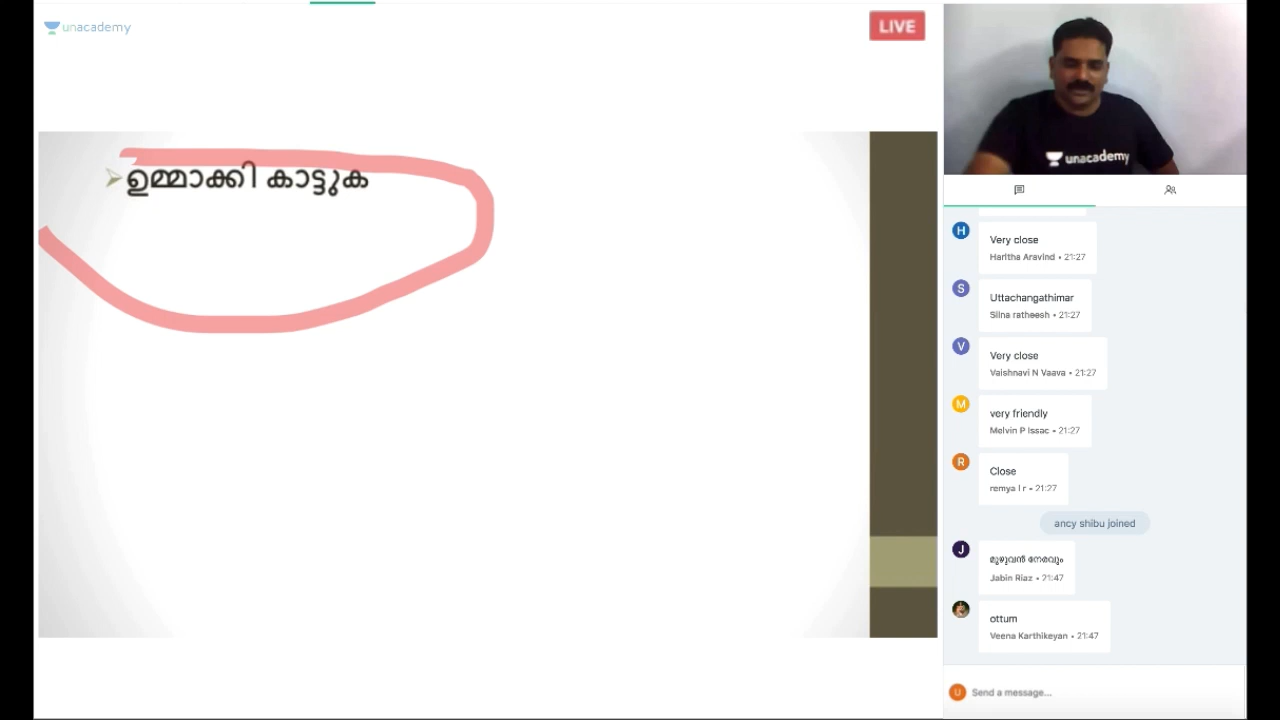 unacademy
LIVE
ഉമ്മാക്കി കാട്ടുക
unacademy
H
Very close
Haritha Aravind • 21:27
S
Uttachangathimar
Silna ratheesh • 21:27
V
Very close
Vaishnavi N Vaava • 21:27
M
very friendly
Melvin P Issac • 21:27
R
Close
remya l r • 21:27
ancy shibu joined
J
മുഴുവൻ നേരവും
Jabin Riaz • 21:47
ottum
Veena Karthikeyan • 21:47
U
Send a message...